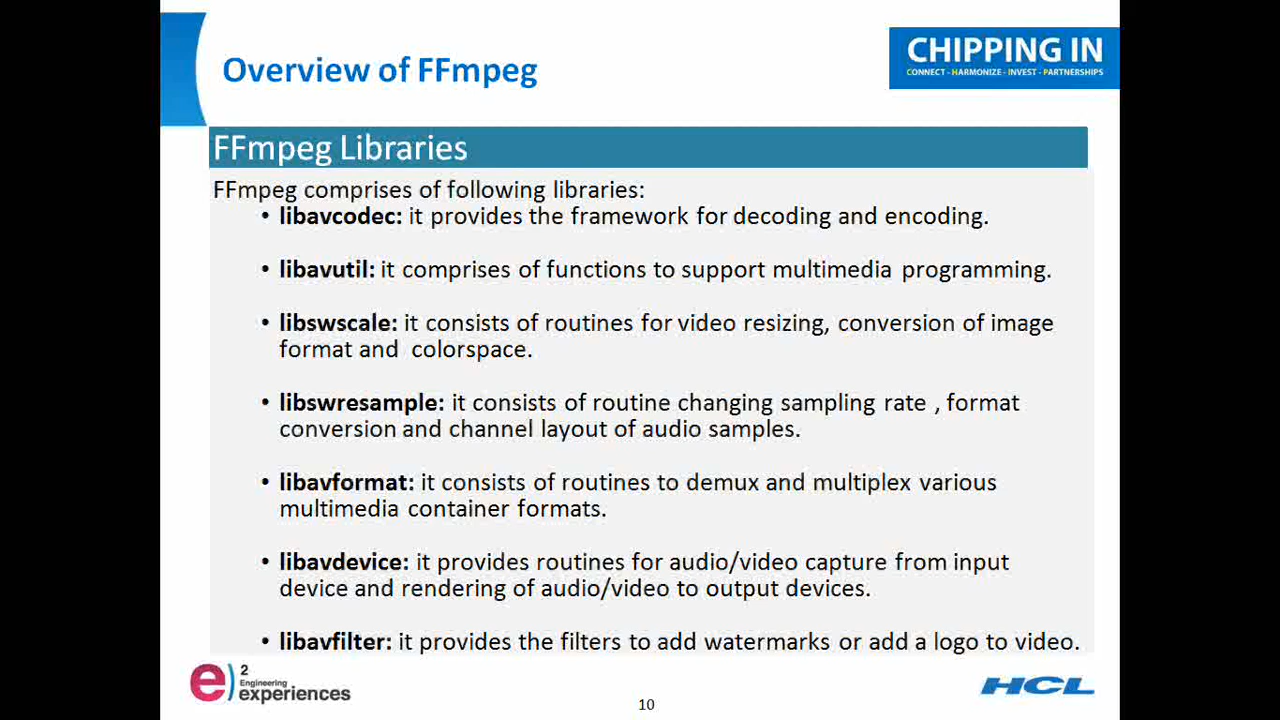 Overview of FFmpeg
CHIPPING IN
CONNECT - HARMONIZE - INVEST - PARTNERSHIPS
FFmpeg Libraries
FFmpeg comprises of following libraries:
• libavcodec: it provides the framework for decoding and encoding.
• libavutil: it comprises of functions to support multimedia programming.
• libswscale: it consists of routines for video resizing, conversion of image
format and  colorspace.
• libswresample: it consists of routine changing sampling rate , format
conversion and channel layout of audio samples.
• libavformat: it consists of routines to demux and multiplex various
multimedia container formats.
• libavdevice: it provides routines for audio/video capture from input
device and rendering of audio/video to output devices.
• libavfilter: it provides the filters to add watermarks or add a logo to video.
e) 2
Engineering
experiences
10
HCL